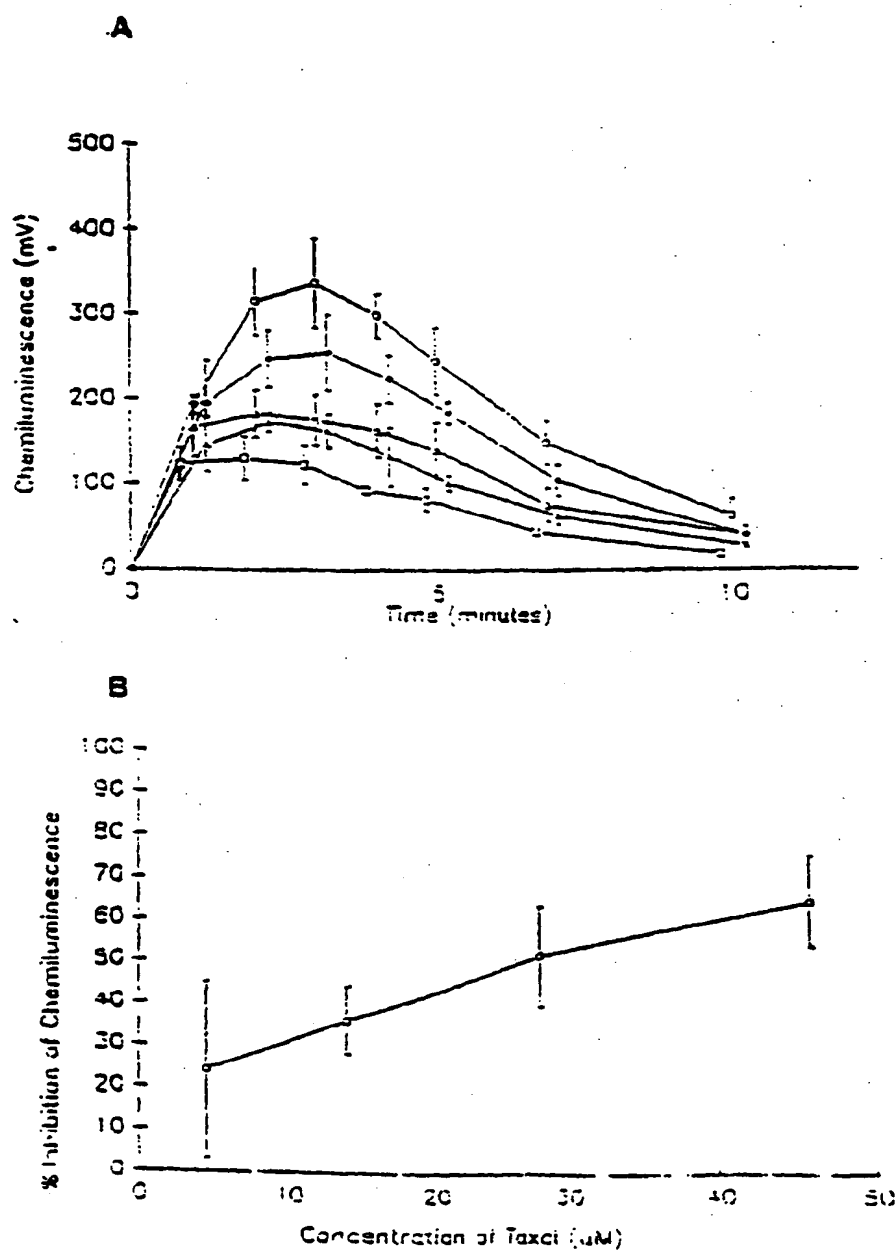 A
500
400
300
200
100
0
Chemiluminescence (mV)
0 5 10
Time (minutes)
B
100
90
80
70
60
50
40
30
20
10
0
% Inhibition of Chemiluminescence
0 10 20 30 40 50
Concentration of Taxol (uM)